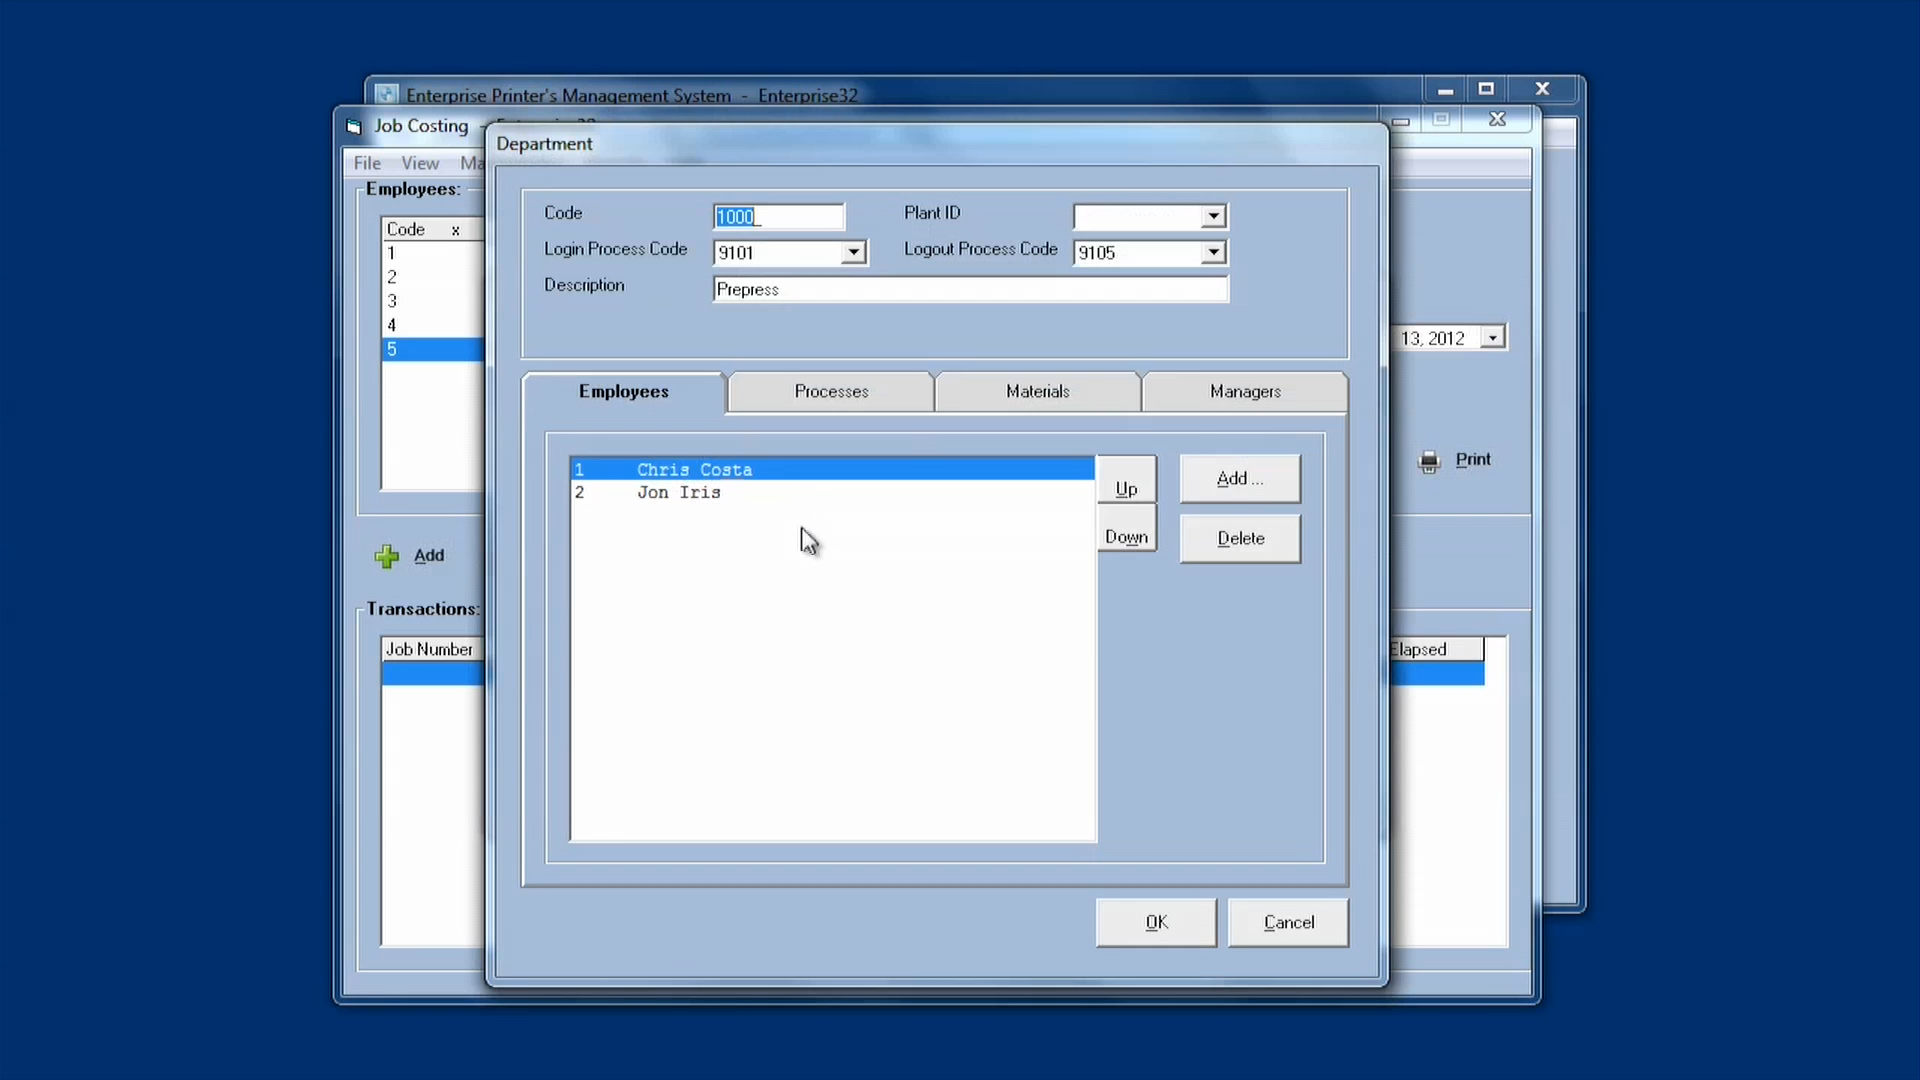 Enterprise Printer's Management System - Enterprise32
Job Costing
Department
File View
Employees:
Code x
1
2
3
4
5
Code 1000 Plant ID
Login Process Code 9101 Logout Process Code 9105
Description Prepress
13, 2012
Employees Processes Materials Managers
1 Chris Costa
2 Jon Iris
Up
Down
Add ...
Delete
Print
Add
Transactions:
Job Number
Elapsed
OK Cancel